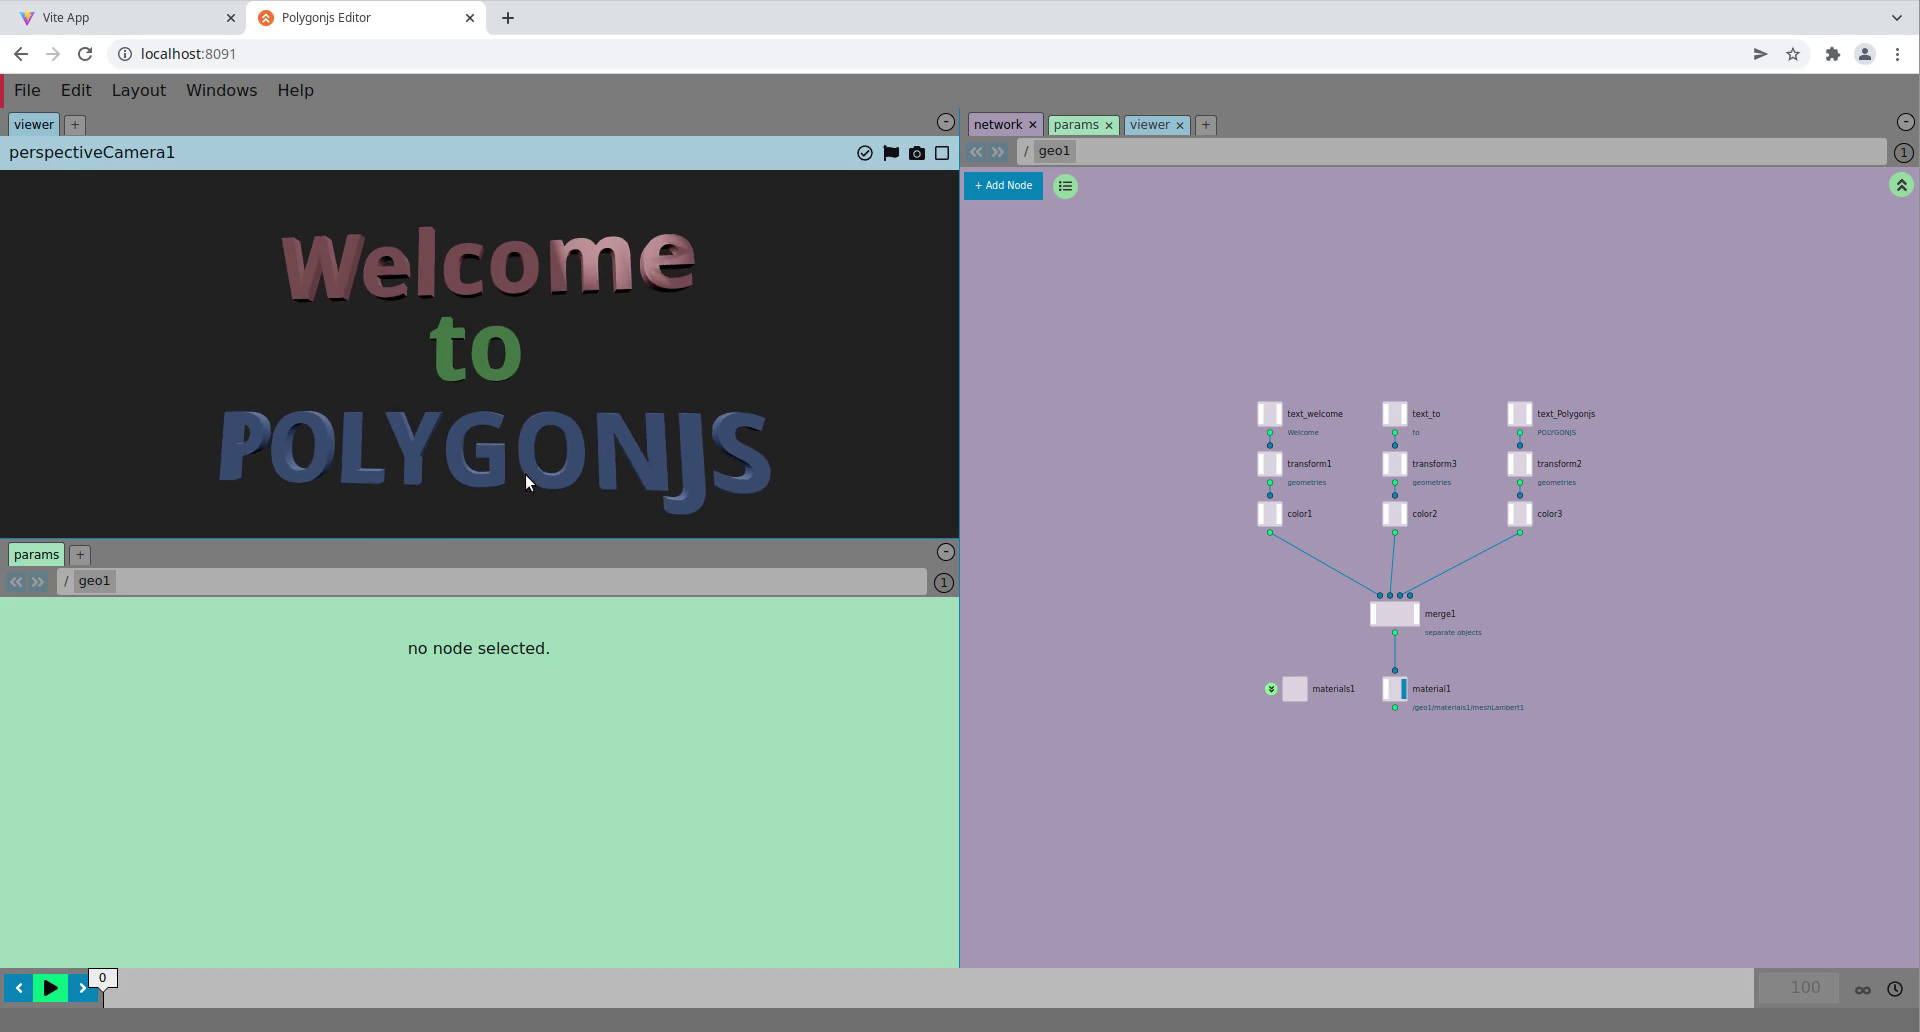 Vite App
Polygonjs Editor
localhost:8091
File Edit Layout Windows Help
viewer +
perspectiveCamera1
Welcome
to
POLYGONJS
params +
/ geo1
1
no node selected.
network params viewer +
/ geo1
1
+ Add Node
text_welcome text_to text_Polygonjs
Welcome to POLYGONJS
transform1 transform3 transform2
geometries geometries geometries
color1 color2 color3
merge1
separate objects
materials1 material1
/geo1/materials1/meshLambert1
0
100